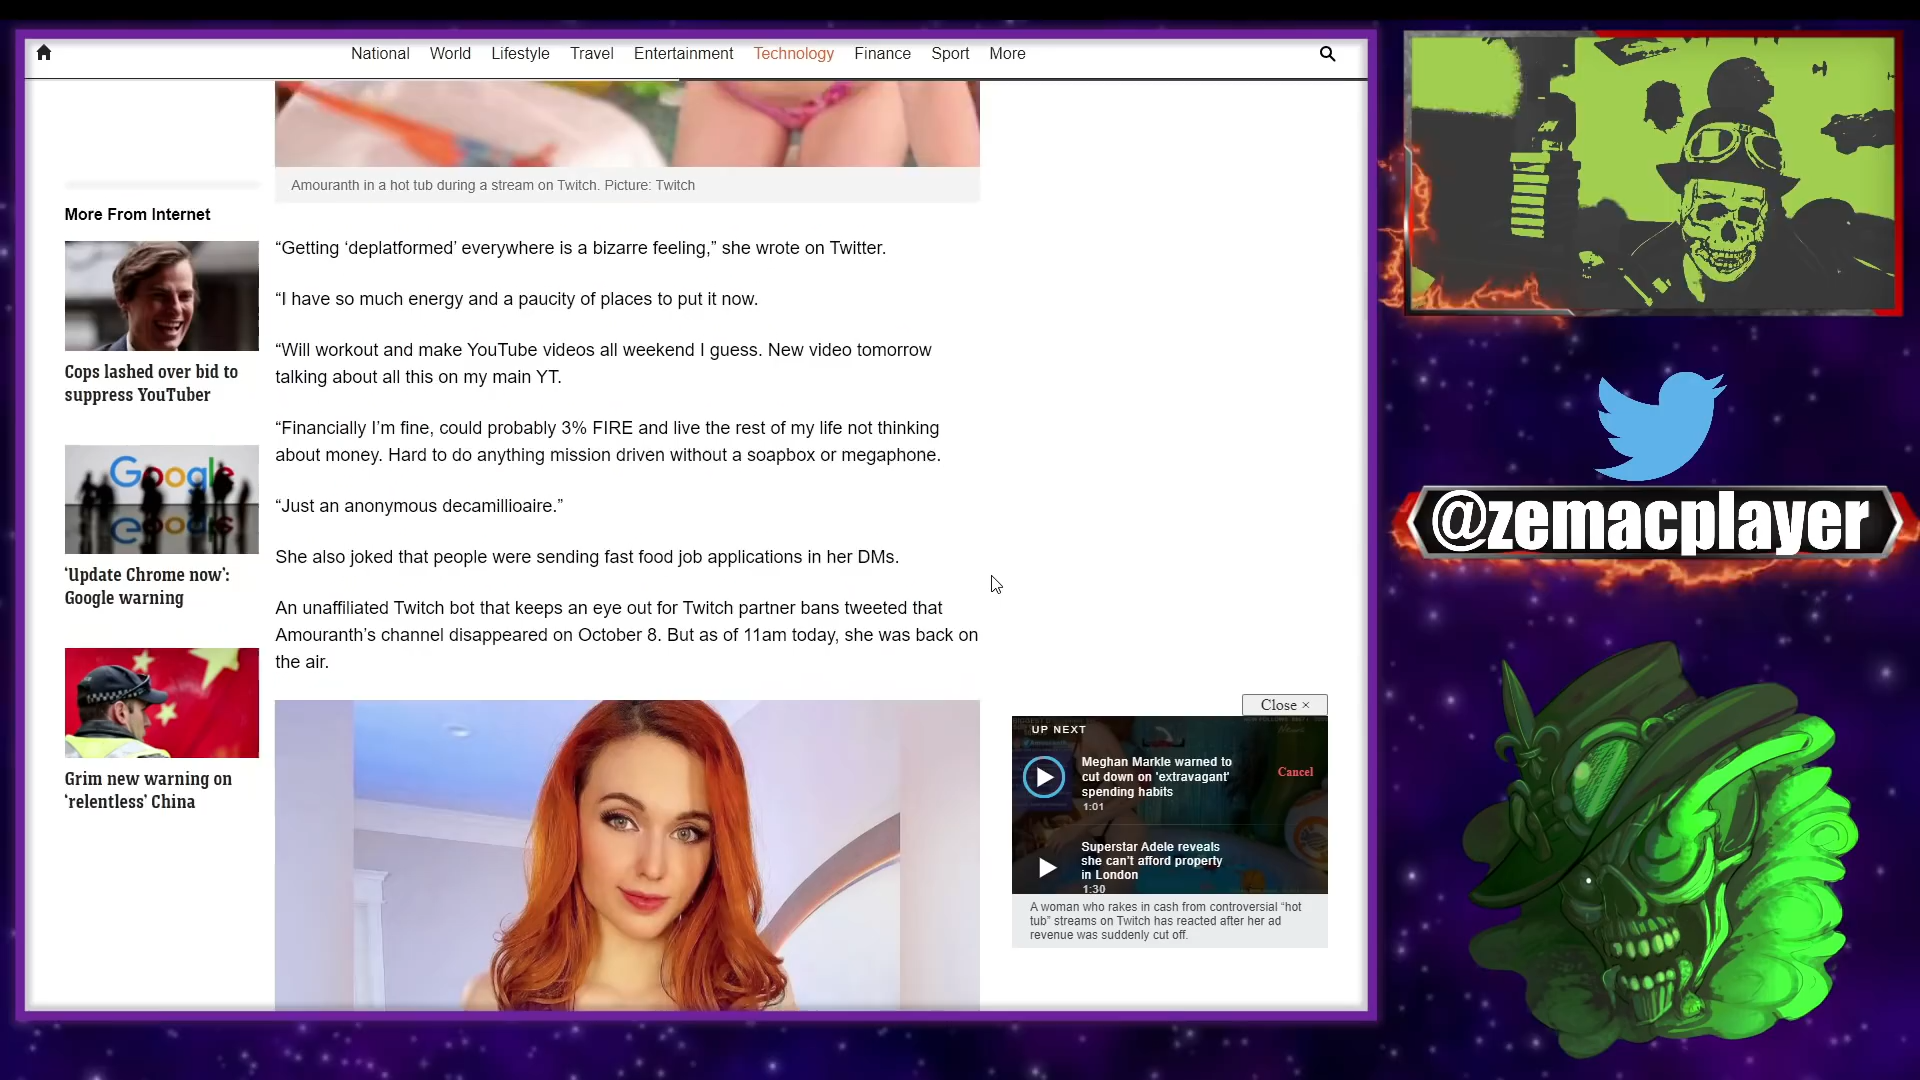 National World Lifestyle Travel Entertainment Technology Finance Sport More
Amouranth in a hot tub during a stream on Twitch. Picture: Twitch
More From Internet
Cops lashed over bid to
suppress YouTuber
Google
‘Update Chrome now’:
Google warning
Grim new warning on
‘relentless’ China
“Getting ‘deplatformed’ everywhere is a bizarre feeling,” she wrote on Twitter.
“I have so much energy and a paucity of places to put it now.
“Will workout and make YouTube videos all weekend I guess. New video tomorrow
talking about all this on my main YT.
“Financially I’m fine, could probably 3% FIRE and live the rest of my life not thinking
about money. Hard to do anything mission driven without a soapbox or megaphone.
“Just an anonymous decamillioaire.”
She also joked that people were sending fast food job applications in her DMs.
An unaffiliated Twitch bot that keeps an eye out for Twitch partner bans tweeted that
Amouranth’s channel disappeared on October 8. But as of 11am today, she was back on
the air.
Close ×
UP NEXT
Meghan Markle warned to
cut down on 'extravagant'
spending habits
1:01
Cancel
Superstar Adele reveals
she can’t afford property
in London
1:30
A woman who rakes in cash from controversial “hot
tub” streams on Twitch has reacted after her ad
revenue was suddenly cut off.
@zemacplayer